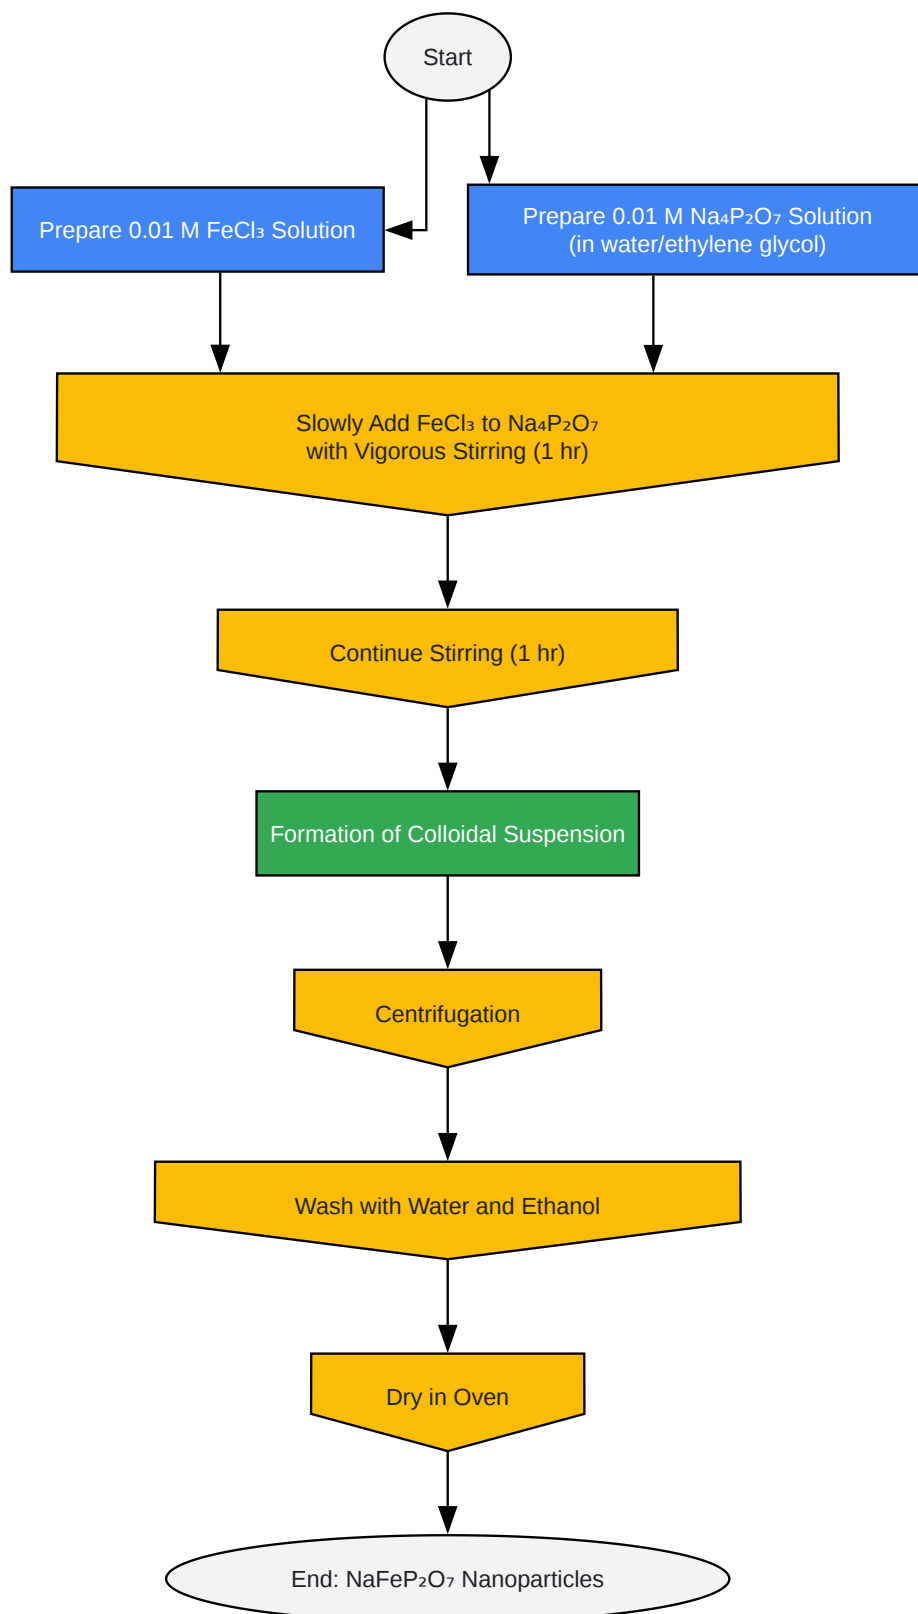 Start
Prepare 0.01 M FeCl₃ Solution
Prepare 0.01 M Na₄P₂O₇ Solution
(in water/ethylene glycol)
Slowly Add FeCl₃ to Na₄P₂O₇
with Vigorous Stirring (1 hr)
Continue Stirring (1 hr)
Formation of Colloidal Suspension
Centrifugation
Wash with Water and Ethanol
Dry in Oven
End: NaFeP₂O₇ Nanoparticles